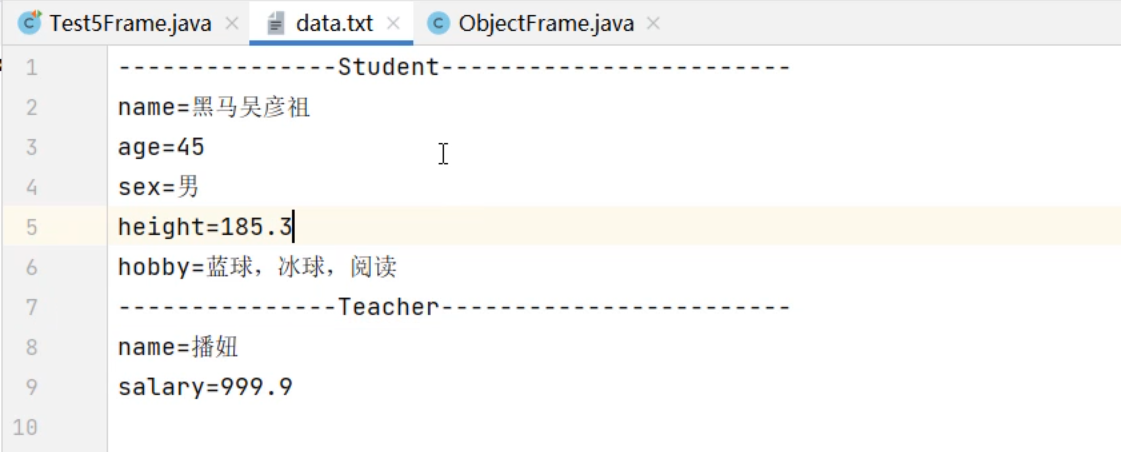 Test5Frame.java data.txt ObjectFrame.java
1 ---------------Student------------------------
2 name=黑马吴彦祖
3 age=45
4 sex=男
5 height=185.3
6 hobby=蓝球，冰球，阅读
7 ---------------Teacher------------------------
8 name=播妞
9 salary=999.9
10